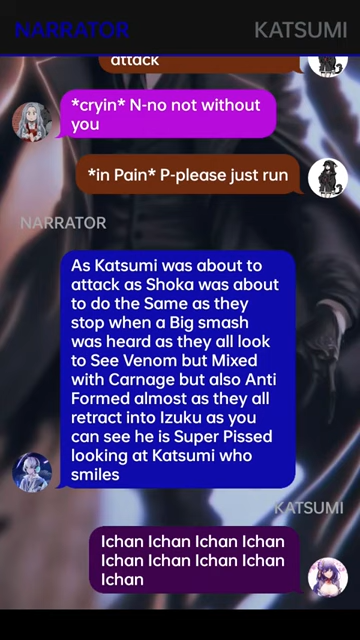 NARRATOR KATSUMI
attack
*cryin* N-no not without
you
*in Pain* P-please just run
NARRATOR
As Katsumi was about to
attack as Shoka was about
to do the Same as they
stop when a Big smash
was heard as they all look
to See Venom but Mixed
with Carnage but also Anti
Formed almost as they all
retract into Izuku as you
can see he is Super Pissed
looking at Katsumi who
smiles
KATSUMI
Ichan Ichan Ichan Ichan
Ichan Ichan Ichan Ichan
Ichan